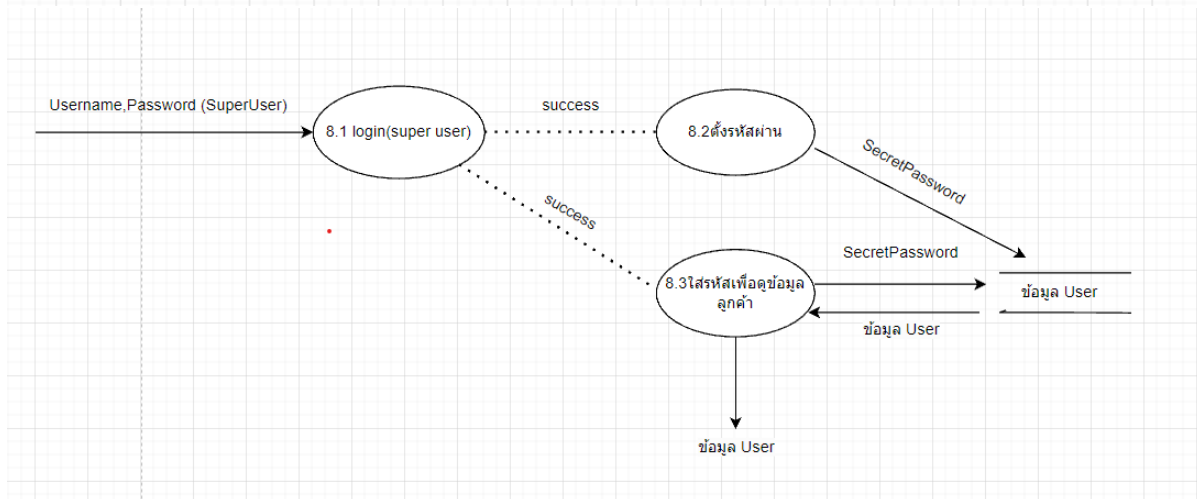 Username,Password (SuperUser)
8.1 login(super user)
success
8.2ตั้งรหัสผ่าน
SecretPassword
success
8.3ใส่รหัสเพื่อดูข้อมูล
ลูกค้า
SecretPassword
ข้อมูล User
ข้อมูล User
ข้อมูล User